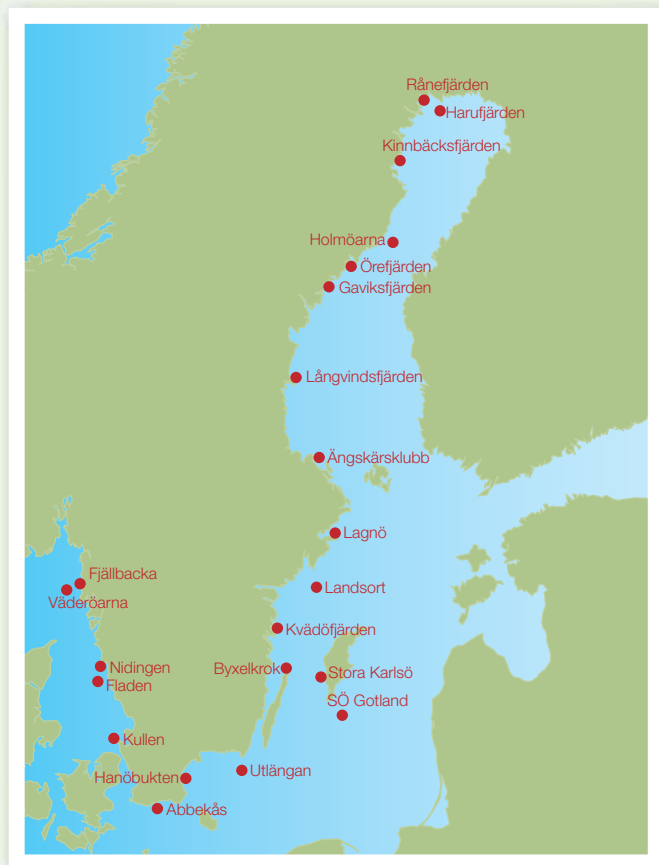 Rånefjärden
Harufjärden
Kinnbäcksfjärden
Holmöarna
Örefjärden
Gaviksfjärden
Långvindsfjärden
Ängskärsklubb
Lagnö
Fjällbacka
Landsort
Väderöarna
Kvädöfjärden
Nidingen
Byxelkrok
Stora Karlsö
Fladen
SÖ Gotland
Kullen
Utlängan
Hanöbukten
Abbekås